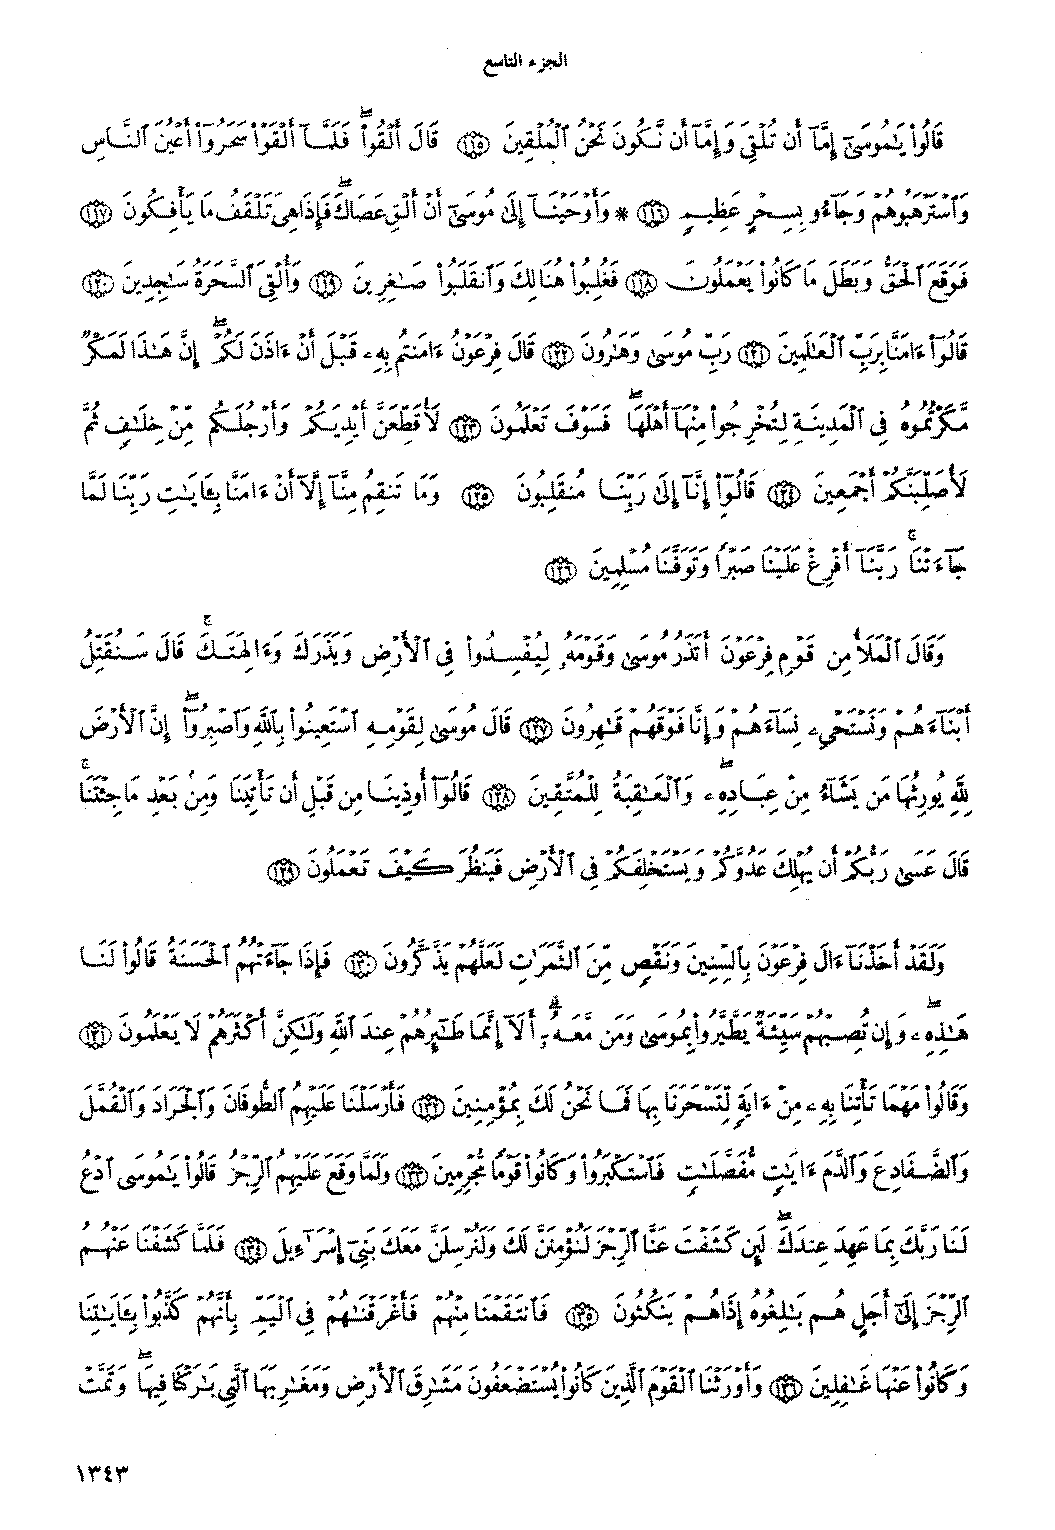 الجزء التاسع
قَالُوا۟ يَـٰمُوسَىٰٓ إِمَّآ أَن تُلْقِىَ وَإِمَّآ أَن نَّكُونَ نَحْنُ ٱلْمُلْقِينَ ﴿١١٥﴾ قَالَ أَلْقُوا۟ ۖ فَلَمَّآ أَلْقَوْا۟ سَحَرُوٓا۟ أَعْيُنَ ٱلنَّاسِ
وَٱسْتَرْهَبُوهُمْ وَجَآءُو بِسِحْرٍ عَظِيمٍ ﴿١١٦﴾ * وَأَوْحَيْنَآ إِلَىٰ مُوسَىٰٓ أَنْ أَلْقِ عَصَاكَ ۖ فَإِذَا هِىَ تَلْقَفُ مَا يَأْفِكُونَ ﴿١١٧﴾
فَوَقَعَ ٱلْحَقُّ وَبَطَلَ مَا كَانُوا۟ يَعْمَلُونَ ﴿١١٨﴾ فَغُلِبُوا۟ هُنَالِكَ وَٱنقَلَبُوا۟ صَـٰغِرِينَ ﴿١١٩﴾ وَأُلْقِىَ ٱلسَّحَرَةُ سَـٰجِدِينَ ﴿١٢٠﴾
قَالُوٓا۟ ءَامَنَّا بِرَبِّ ٱلْعَـٰلَمِينَ ﴿١٢١﴾ رَبِّ مُوسَىٰ وَهَـٰرُونَ ﴿١٢٢﴾ قَالَ فِرْعَوْنُ ءَامَنتُم بِهِۦ قَبْلَ أَنْ ءَاذَنَ لَكُمْ ۖ إِنَّ هَـٰذَا لَمَكْرٌ
مَّكَرْتُمُوهُ فِى ٱلْمَدِينَةِ لِتُخْرِجُوا۟ مِنْهَآ أَهْلَهَا ۖ فَسَوْفَ تَعْلَمُونَ ﴿١٢٣﴾ لَأُقَطِّعَنَّ أَيْدِيَكُمْ وَأَرْجُلَكُم مِّنْ خِلَـٰفٍ ثُمَّ
لَأُصَلِّبَنَّكُمْ أَجْمَعِينَ ﴿١٢٤﴾ قَالُوٓا۟ إِنَّآ إِلَىٰ رَبِّنَا مُنقَلِبُونَ ﴿١٢٥﴾ وَمَا تَنقِمُ مِنَّآ إِلَّآ أَنْ ءَامَنَّا بِـَٔايَـٰتِ رَبِّنَا لَمَّا
جَآءَتْنَا ۚ رَبَّنَآ أَفْرِغْ عَلَيْنَا صَبْرًا وَتَوَفَّنَا مُسْلِمِينَ ﴿١٢٦﴾
وَقَالَ ٱلْمَلَأُ مِن قَوْمِ فِرْعَوْنَ أَتَذَرُ مُوسَىٰ وَقَوْمَهُۥ لِيُفْسِدُوا۟ فِى ٱلْأَرْضِ وَيَذَرَكَ وَءَالِهَتَكَ ۚ قَالَ سَنُقَتِّلُ
أَبْنَآءَهُمْ وَنَسْتَحْىِۦ نِسَآءَهُمْ وَإِنَّا فَوْقَهُمْ قَـٰهِرُونَ ﴿١٢٧﴾ قَالَ مُوسَىٰ لِقَوْمِهِ ٱسْتَعِينُوا۟ بِٱللَّهِ وَٱصْبِرُوٓا۟ ۖ إِنَّ ٱلْأَرْضَ
لِلَّهِ يُورِثُهَا مَن يَشَآءُ مِنْ عِبَادِهِۦ ۖ وَٱلْعَـٰقِبَةُ لِلْمُتَّقِينَ ﴿١٢٨﴾ قَالُوٓا۟ أُوذِينَا مِن قَبْلِ أَن تَأْتِيَنَا وَمِنۢ بَعْدِ مَا جِئْتَنَا ۚ
قَالَ عَسَىٰ رَبُّكُمْ أَن يُهْلِكَ عَدُوَّكُمْ وَيَسْتَخْلِفَكُمْ فِى ٱلْأَرْضِ فَيَنظُرَ كَيْفَ تَعْمَلُونَ ﴿١٢٩﴾
وَلَقَدْ أَخَذْنَآ ءَالَ فِرْعَوْنَ بِٱلسِّنِينَ وَنَقْصٍ مِّنَ ٱلثَّمَرَٰتِ لَعَلَّهُمْ يَذَّكَّرُونَ ﴿١٣٠﴾ فَإِذَا جَآءَتْهُمُ ٱلْحَسَنَةُ قَالُوا۟ لَنَا
هَـٰذِهِۦ ۖ وَإِن تُصِبْهُمْ سَيِّئَةٌ يَطَّيَّرُوا۟ بِمُوسَىٰ وَمَن مَّعَهُۥٓ ۗ أَلَآ إِنَّمَا طَـٰٓئِرُهُمْ عِندَ ٱللَّهِ وَلَـٰكِنَّ أَكْثَرَهُمْ لَا يَعْلَمُونَ ﴿١٣١﴾
وَقَالُوا۟ مَهْمَا تَأْتِنَا بِهِۦ مِنْ ءَايَةٍ لِّتَسْحَرَنَا بِهَا فَمَا نَحْنُ لَكَ بِمُؤْمِنِينَ ﴿١٣٢﴾ فَأَرْسَلْنَا عَلَيْهِمُ ٱلطُّوفَانَ وَٱلْجَرَادَ وَٱلْقُمَّلَ
وَٱلضَّفَادِعَ وَٱلدَّمَ ءَايَـٰتٍ مُّفَصَّلَـٰتٍ فَٱسْتَكْبَرُوا۟ وَكَانُوا۟ قَوْمًا مُّجْرِمِينَ ﴿١٣٣﴾ وَلَمَّا وَقَعَ عَلَيْهِمُ ٱلرِّجْزُ قَالُوا۟ يَـٰمُوسَى ٱدْعُ
لَنَا رَبَّكَ بِمَا عَهِدَ عِندَكَ ۖ لَئِن كَشَفْتَ عَنَّا ٱلرِّجْزَ لَنُؤْمِنَنَّ لَكَ وَلَنُرْسِلَنَّ مَعَكَ بَنِىٓ إِسْرَٰٓءِيلَ ﴿١٣٤﴾ فَلَمَّا كَشَفْنَا عَنْهُمُ
ٱلرِّجْزَ إِلَىٰٓ أَجَلٍ هُم بَـٰلِغُوهُ إِذَا هُمْ يَنكُثُونَ ﴿١٣٥﴾ فَٱنتَقَمْنَا مِنْهُمْ فَأَغْرَقْنَـٰهُمْ فِى ٱلْيَمِّ بِأَنَّهُمْ كَذَّبُوا۟ بِـَٔايَـٰتِنَا
وَكَانُوا۟ عَنْهَا غَـٰفِلِينَ ﴿١٣٦﴾ وَأَوْرَثْنَا ٱلْقَوْمَ ٱلَّذِينَ كَانُوا۟ يُسْتَضْعَفُونَ مَشَـٰرِقَ ٱلْأَرْضِ وَمَغَـٰرِبَهَا ٱلَّتِى بَـٰرَكْنَا فِيهَا ۖ وَتَمَّتْ
١٣٤٣